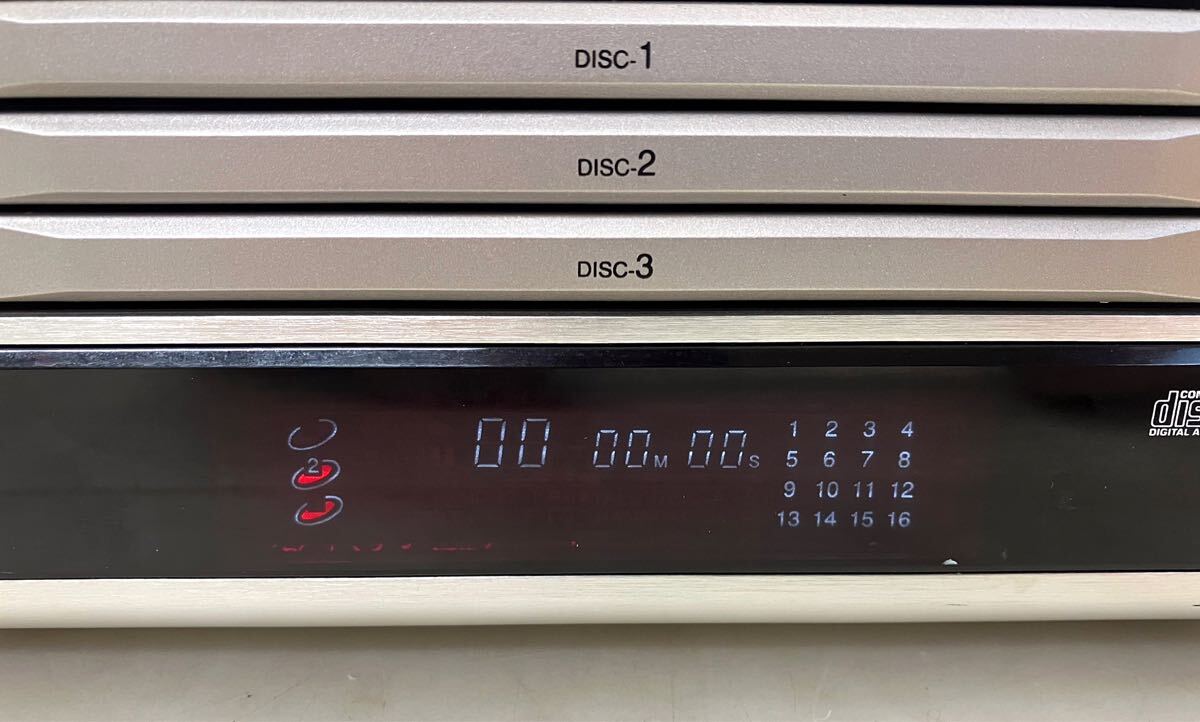 DISC-1
DISC-2
DISC-3
2
00 00M 00S
1 2 3 4
5 6 7 8
9 10 11 12
13 14 15 16
DIGITAL